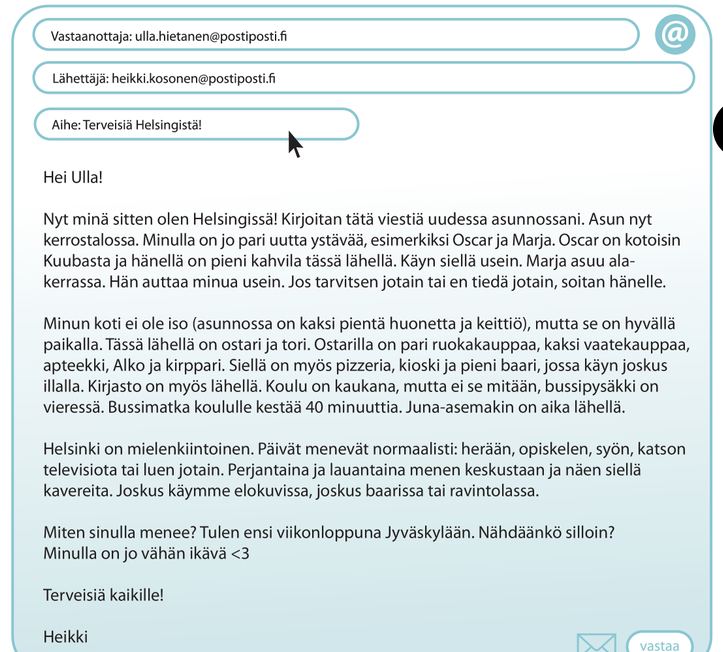 Vastaanottaja: ulla.hietanen@postiposti.fi
@
Lähettäjä: heikki.kosonen@postiposti.fi
Aihe: Terveisiä Helsingistä!
Hei Ulla!
Nyt minä sitten olen Helsingissä! Kirjoitan tätä viestiä uudessa asunnossani. Asun nyt
kerrostalossa. Minulla on jo pari uutta ystävää, esimerkiksi Oscar ja Marja. Oscar on kotoisin
Kuubasta ja hänellä on pieni kahvila tässä lähellä. Käyn siellä usein. Marja asuu ala-
kerrassa. Hän auttaa minua usein. Jos tarvitsen jotain tai en tiedä jotain, soitan hänelle.
Minun koti ei ole iso (asunnossa on kaksi pientä huonetta ja keittiö), mutta se on hyvällä
paikalla. Tässä lähellä on ostari ja tori. Ostarilla on pari ruokakauppaa, kaksi vaatekauppaa,
apteekki, Alko ja kirppari. Siellä on myös pizzeria, kioski ja pieni baari, jossa käyn joskus
illalla. Kirjasto on myös lähellä. Koulu on kaukana, mutta ei se mitään, bussipysäkki on
vieressä. Bussimatka koululle kestää 40 minuuttia. Juna-asemakin on aika lähellä.
Helsinki on mielenkiintoinen. Päivät menevät normaalisti: herään, opiskelen, syön, katson
televisiota tai luen jotain. Perjantaina ja lauantaina menen keskustaan ja näen siellä
kavereita. Joskus käymme elokuvissa, joskus baarissa tai ravintolassa.
Miten sinulla menee? Tulen ensi viikonloppuna Jyväskylään. Nähdäänkö silloin?
Minulla on jo vähän ikävä <3
Terveisiä kaikille!
Heikki
vastaa